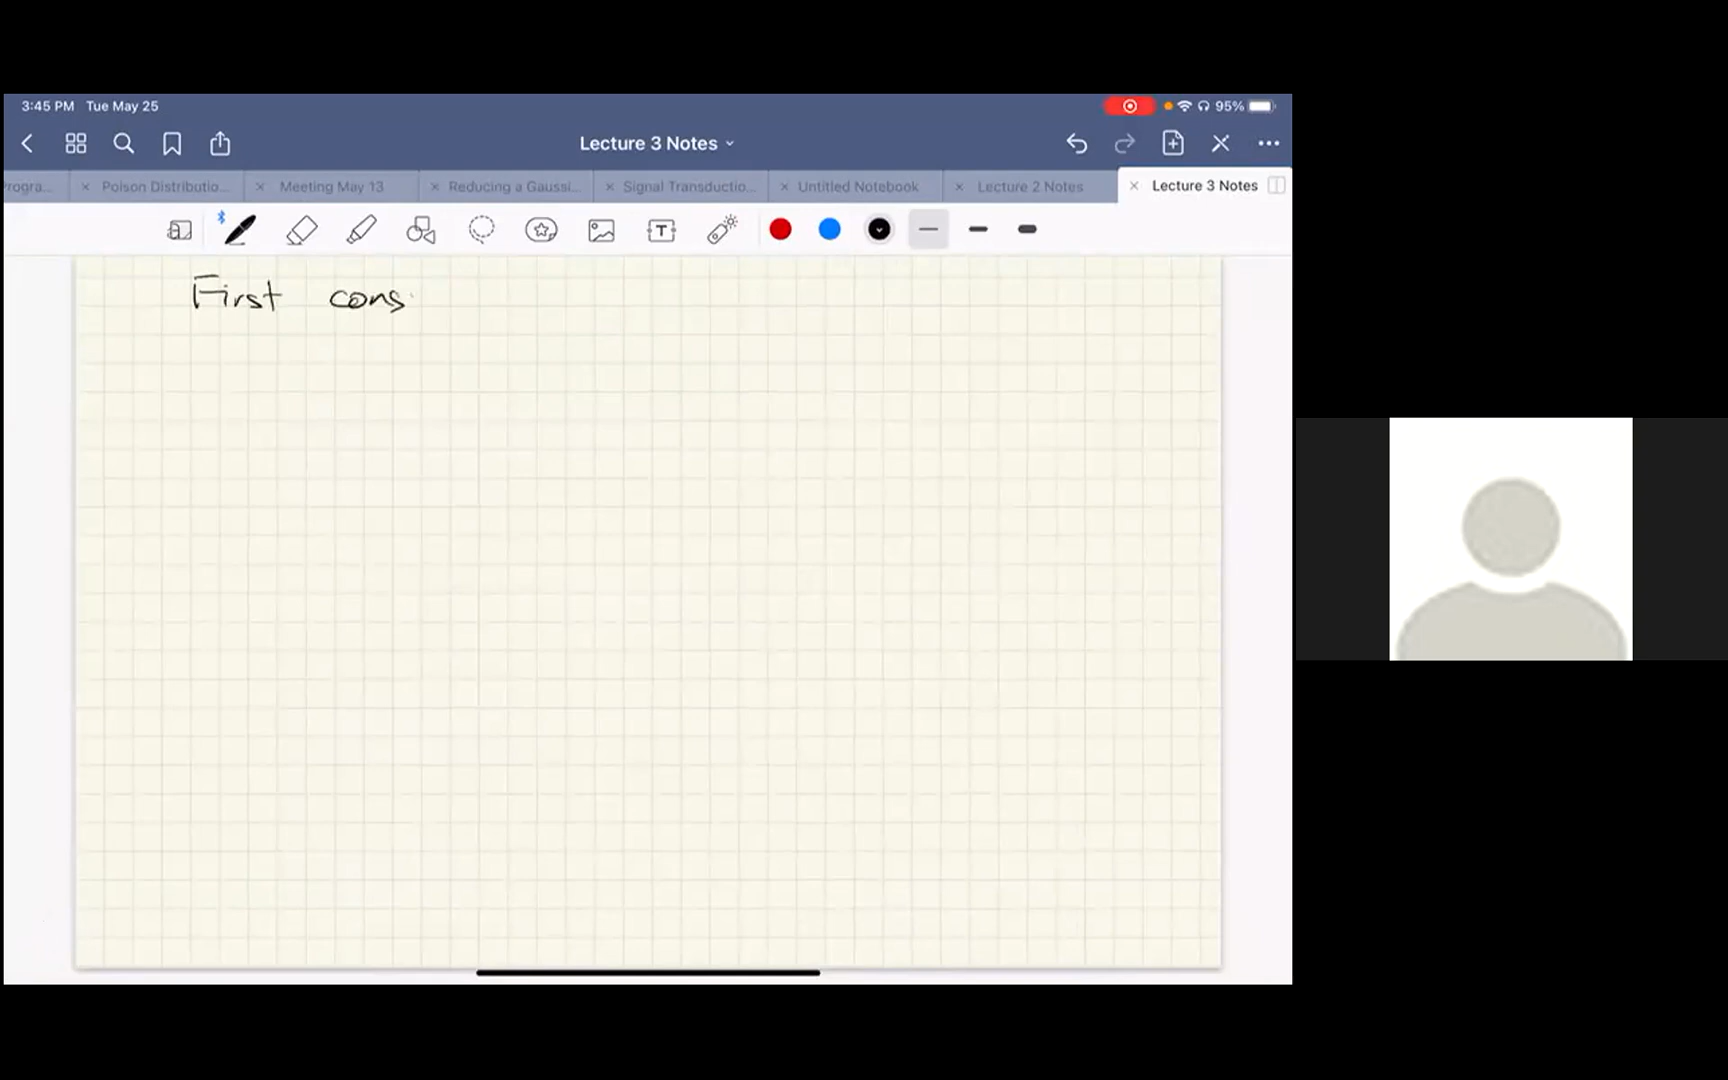 3:45 PM Tue May 25 95%
Lecture 3 Notes
rogra... Poison Distributio... Meeting May 13 Reducing a Gaussi... Signal Transductio... Untitled Notebook Lecture 2 Notes Lecture 3 Notes
T
First cons